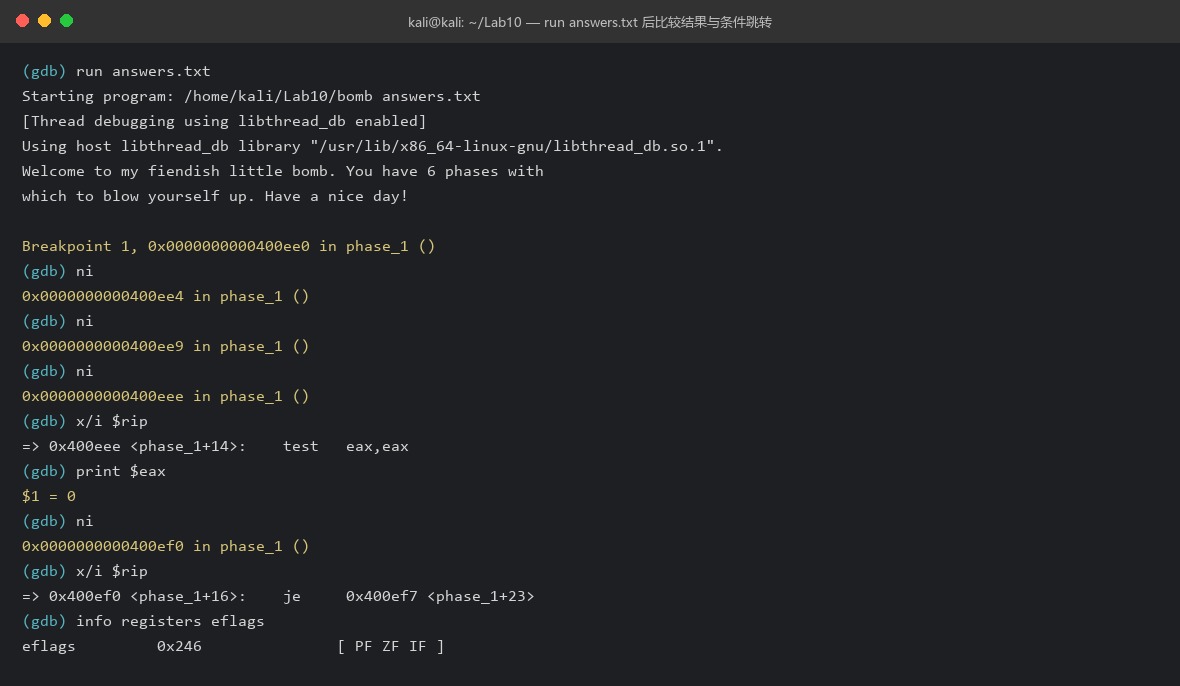 kali@kali: ~/Lab10 — run answers.txt 后比较结果与条件跳转
(gdb) run answers.txt
Starting program: /home/kali/Lab10/bomb answers.txt
[Thread debugging using libthread_db enabled]
Using host libthread_db library "/usr/lib/x86_64-linux-gnu/libthread_db.so.1".
Welcome to my fiendish little bomb. You have 6 phases with
which to blow yourself up. Have a nice day!
Breakpoint 1, 0x0000000000400ee0 in phase_1 ()
(gdb) ni
0x0000000000400ee4 in phase_1 ()
(gdb) ni
0x0000000000400ee9 in phase_1 ()
(gdb) ni
0x0000000000400eee in phase_1 ()
(gdb) x/i $rip
=> 0x400eee <phase_1+14>:    test   eax,eax
(gdb) print $eax
$1 = 0
(gdb) ni
0x0000000000400ef0 in phase_1 ()
(gdb) x/i $rip
=> 0x400ef0 <phase_1+16>:    je     0x400ef7 <phase_1+23>
(gdb) info registers eflags
eflags         0x246               [ PF ZF IF ]